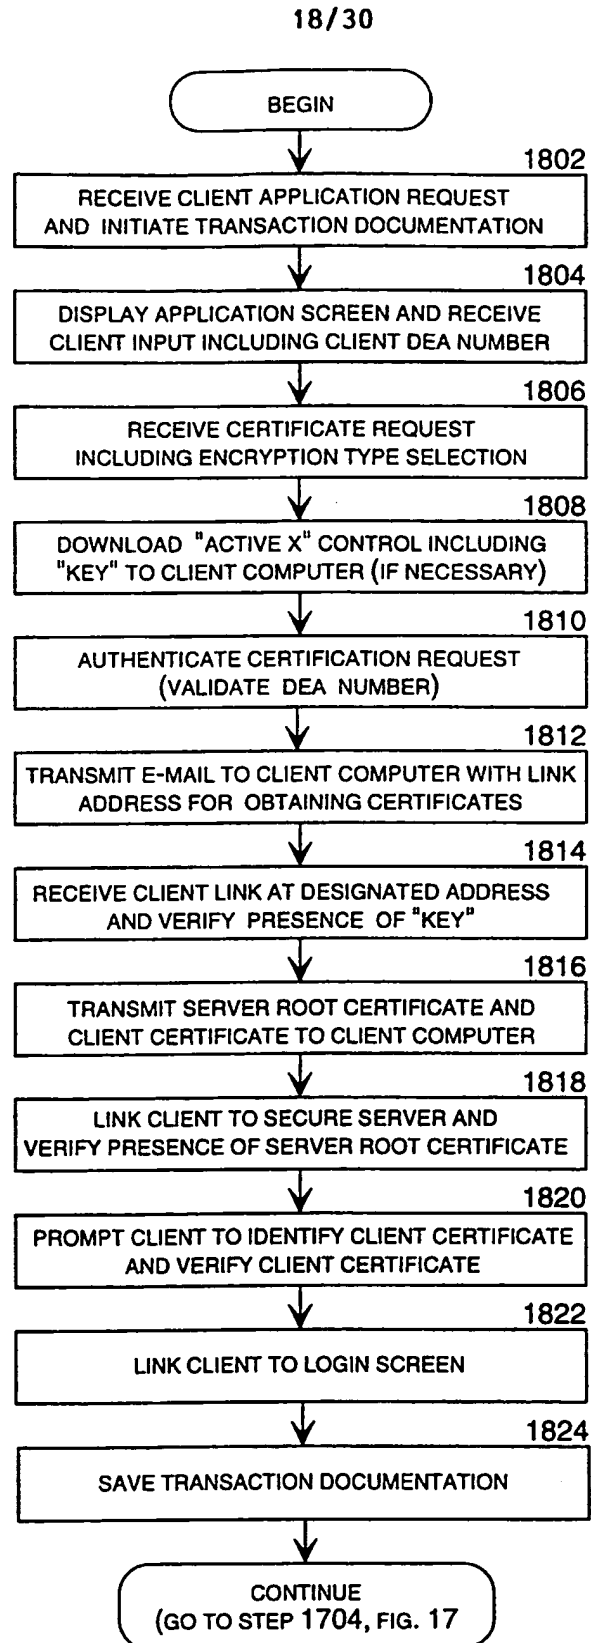 18/30
BEGIN
1802
RECEIVE CLIENT APPLICATION REQUEST
AND INITIATE TRANSACTION DOCUMENTATION
1804
DISPLAY APPLICATION SCREEN AND RECEIVE
CLIENT INPUT INCLUDING CLIENT DEA NUMBER
1806
RECEIVE CERTIFICATE REQUEST
INCLUDING ENCRYPTION TYPE SELECTION
1808
DOWNLOAD "ACTIVE X" CONTROL INCLUDING
"KEY" TO CLIENT COMPUTER (IF NECESSARY)
1810
AUTHENTICATE CERTIFICATION REQUEST
(VALIDATE DEA NUMBER)
1812
TRANSMIT E-MAIL TO CLIENT COMPUTER WITH LINK
ADDRESS FOR OBTAINING CERTIFICATES
1814
RECEIVE CLIENT LINK AT DESIGNATED ADDRESS
AND VERIFY PRESENCE OF "KEY"
1816
TRANSMIT SERVER ROOT CERTIFICATE AND
CLIENT CERTIFICATE TO CLIENT COMPUTER
1818
LINK CLIENT TO SECURE SERVER AND
VERIFY PRESENCE OF SERVER ROOT CERTIFICATE
1820
PROMPT CLIENT TO IDENTIFY CLIENT CERTIFICATE
AND VERIFY CLIENT CERTIFICATE
1822
LINK CLIENT TO LOGIN SCREEN
1824
SAVE TRANSACTION DOCUMENTATION
CONTINUE
(GO TO STEP 1704, FIG. 17